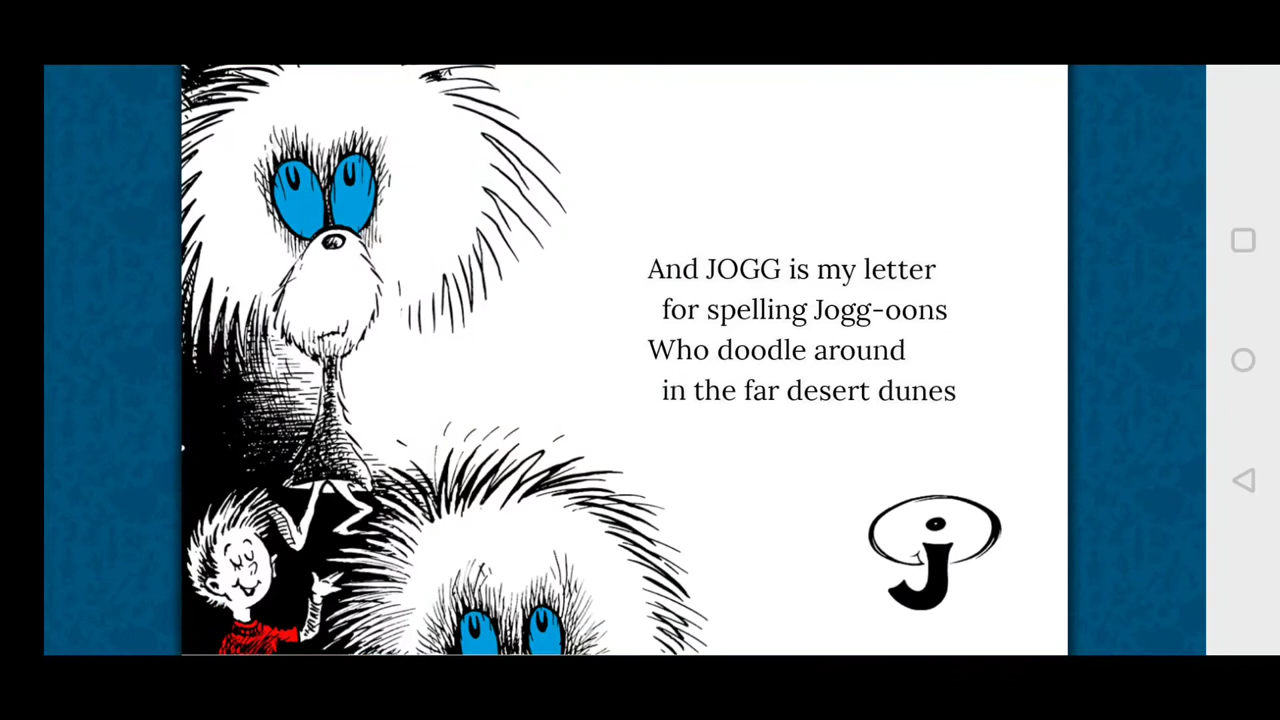 And JOGG is my letter
for spelling Jogg-oons
Who doodle around
in the far desert dunes